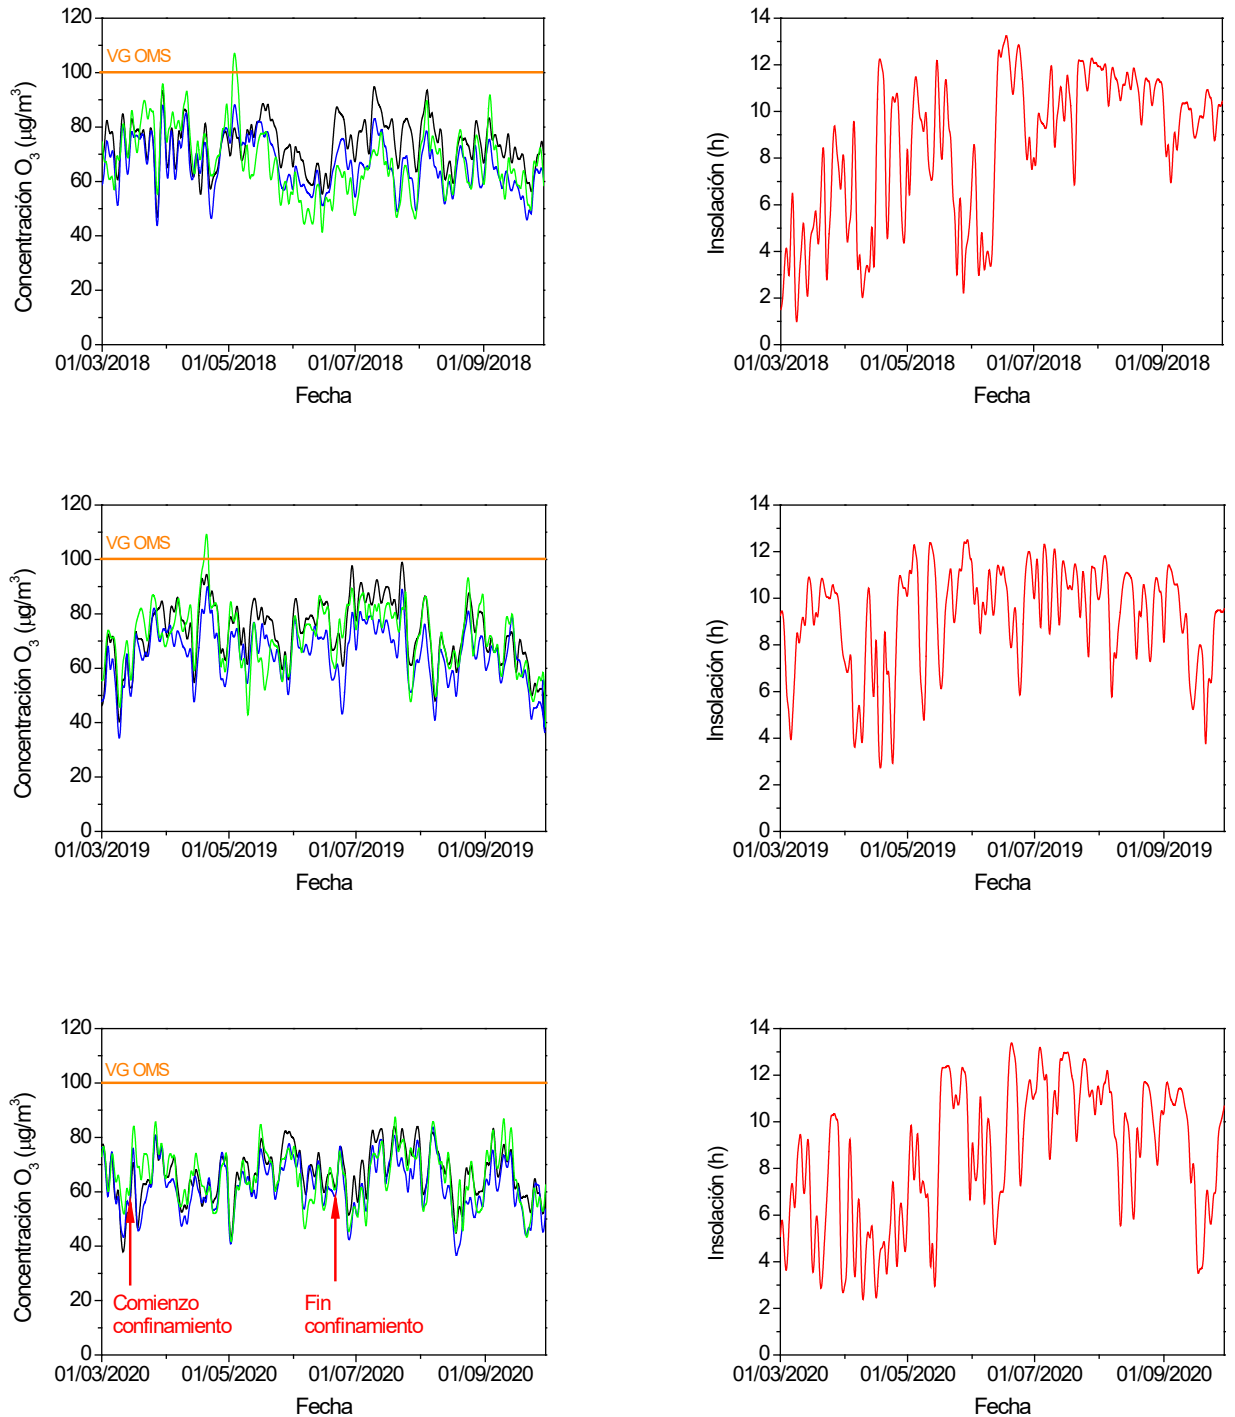 120
100
80
60
40
20
0
VG OMS
Concentración O3 (μg/m3)
01/03/2018 01/05/2018 01/07/2018 01/09/2018
Fecha
14
12
10
8
6
4
2
0
Insolación (h)
01/03/2018 01/05/2018 01/07/2018 01/09/2018
Fecha
120
100
80
60
40
20
0
VG OMS
Concentración O3 (μg/m3)
01/03/2019 01/05/2019 01/07/2019 01/09/2019
Fecha
14
12
10
8
6
4
2
0
Insolación (h)
01/03/2019 01/05/2019 01/07/2019 01/09/2019
Fecha
120
100
80
60
40
20
0
VG OMS
Concentración O3 (μg/m3)
Comienzo
confinamiento
Fin
confinamiento
01/03/2020 01/05/2020 01/07/2020 01/09/2020
Fecha
14
12
10
8
6
4
2
0
Insolación (h)
01/03/2020 01/05/2020 01/07/2020 01/09/2020
Fecha